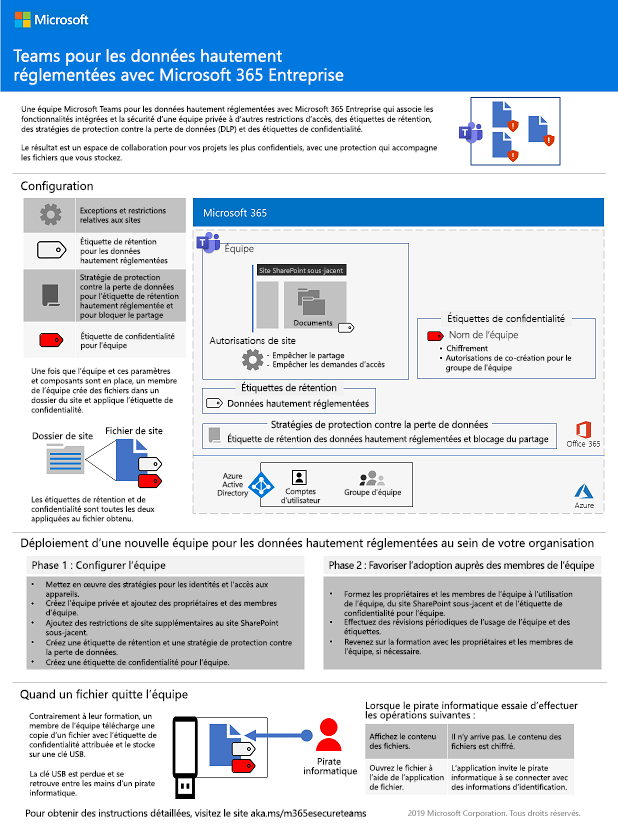 Microsoft
Teams pour les données hautement
réglementées avec Microsoft 365 Entreprise
Une équipe Microsoft Teams pour les données hautement réglementées avec Microsoft 365 Entreprise qui associe les
fonctionnalités intégrées et la sécurité d'une équipe privée à d'autres restrictions d'accès, des étiquettes de rétention,
des stratégies de protection contre la perte de données (DLP) et des étiquettes de confidentialité.
Le résultat est un espace de collaboration pour vos projets les plus confidentiels, avec une protection qui accompagne
les fichiers que vous stockez.
Configuration
Exceptions et restrictions
relatives aux sites
Étiquette de rétention
pour les données
hautement réglementées
Stratégie de protection
contre la perte de données
pour l'étiquette de rétention
hautement réglementée et
pour bloquer le partage
Étiquette de confidentialité
pour l'équipe
Une fois que l'équipe et ces paramètres
et composants sont en place, un membre
de l'équipe crée des fichiers dans un
dossier du site et applique l'étiquette de
confidentialité.
Dossier de site
Fichier de site
Les étiquettes de rétention et de
confidentialité sont toutes les deux
appliquées au fichier obtenu.
Microsoft 365
Équipe
Site SharePoint sous-jacent
Documents
Autorisations de site
- Empêcher le partage
- Empêcher les demandes d'accès
Étiquettes de confidentialité
Nom de l'équipe
• Chiffrement
• Autorisations de co-création pour le
groupe de l'équipe
Étiquettes de rétention
Données hautement réglementées
Stratégies de protection contre la perte de données
Étiquette de rétention des données hautement réglementées et blocage du partage
Office 365
Azure
Active
Directory
Comptes
d'utilisateur
Groupe d'équipe
Azure
Déploiement d'une nouvelle équipe pour les données hautement réglementées au sein de votre organisation
Phase 1 : Configurer l'équipe
• Mettez en œuvre des stratégies pour les identités et l'accès aux
appareils.
• Créez l'équipe privée et ajoutez des propriétaires et des membres
d'équipe.
• Ajoutez des restrictions de site supplémentaires au site SharePoint
sous-jacent.
• Créez une étiquette de rétention et une stratégie de protection contre
la perte de données.
• Créez une étiquette de confidentialité pour l'équipe.
Phase 2 : Favoriser l'adoption auprès des membres de l'équipe
• Formez les propriétaires et les membres de l'équipe à l'utilisation
de l'équipe, du site SharePoint sous-jacent et de l'étiquette de
confidentialité pour l'équipe.
• Effectuez des révisions périodiques de l'usage de l'équipe et des
étiquettes.
• Revenez sur la formation avec les propriétaires et les membres de
l'équipe, si nécessaire.
Quand un fichier quitte l'équipe
Contrairement à leur formation, un
membre de l'équipe télécharge une
copie d'un fichier avec l'étiquette de
confidentialité attribuée et le stocke
sur une clé USB.
La clé USB est perdue et se
retrouve entre les mains d'un pirate
informatique.
Pirate
informatique
Lorsque le pirate informatique essaie d'effectuer
les opérations suivantes :
Affichez le contenu
des fichiers.
Il n'y arrive pas. Le contenu des
fichiers est chiffré.
Ouvrez le fichier à
l'aide de l'application
de fichier.
L'application invite le pirate
informatique à se connecter avec
des informations d'identification.
Pour obtenir des instructions détaillées, visitez le site aka.ms/m365esecureteams
2019 Microsoft Corporation. Tous droits réservés.